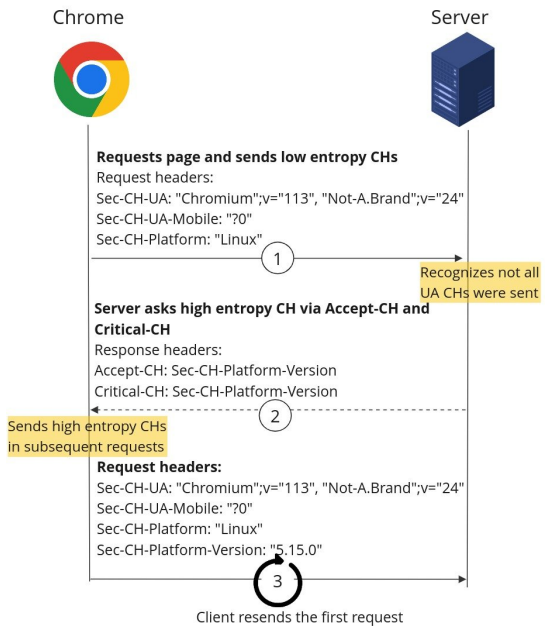 Chrome
Server
Requests page and sends low entropy CHs
Request headers:
Sec-CH-UA: "Chromium";v="113", "Not-A.Brand";v="24"
Sec-CH-UA-Mobile: "?0"
Sec-CH-Platform: "Linux"
1
Recognizes not all
UA CHs were sent
Server asks high entropy CH via Accept-CH and
Critical-CH
Response headers:
Accept-CH: Sec-CH-Platform-Version
Critical-CH: Sec-CH-Platform-Version
2
Sends high entropy CHs
in subsequent requests
Request headers:
Sec-CH-UA: "Chromium";v="113", "Not-A.Brand";v="24"
Sec-CH-UA-Mobile: "?0"
Sec-CH-Platform: "Linux"
Sec-CH-Platform-Version: "5.15.0"
3
Client resends the first request